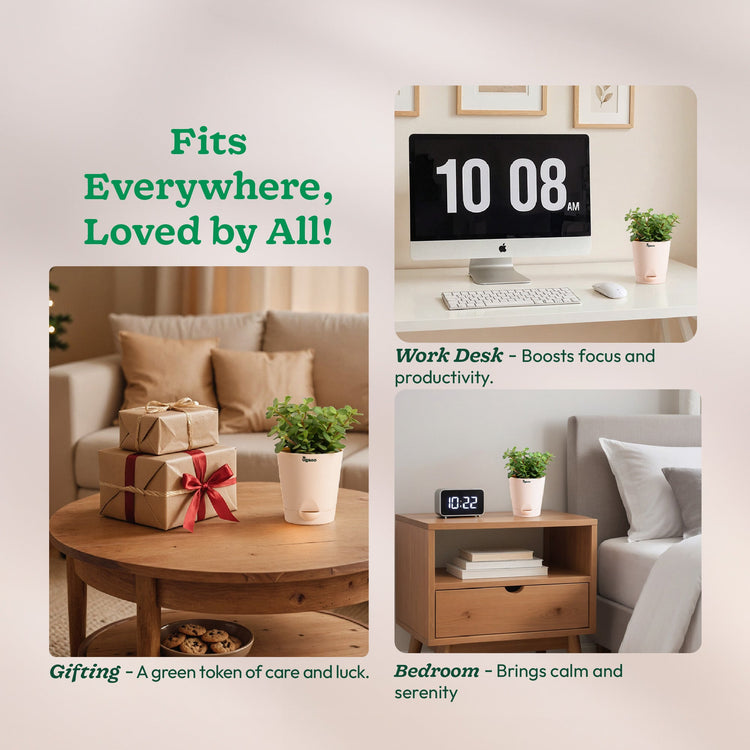 Fits
Everywhere,
Loved by All!
10 08 AM
Work Desk - Boosts focus and
productivity.
10:22
Gifting - A green token of care and luck.
Bedroom - Brings calm and
serenity